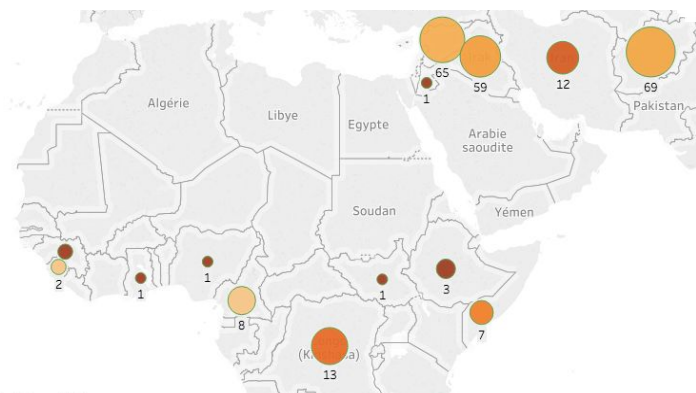 65
59
12
69
1
Pakistan
Algérie
Libye
Egypte
Arabie
saoudite
Soudan
Yémen
2
1
1
1
3
8
7
(K
a)
13